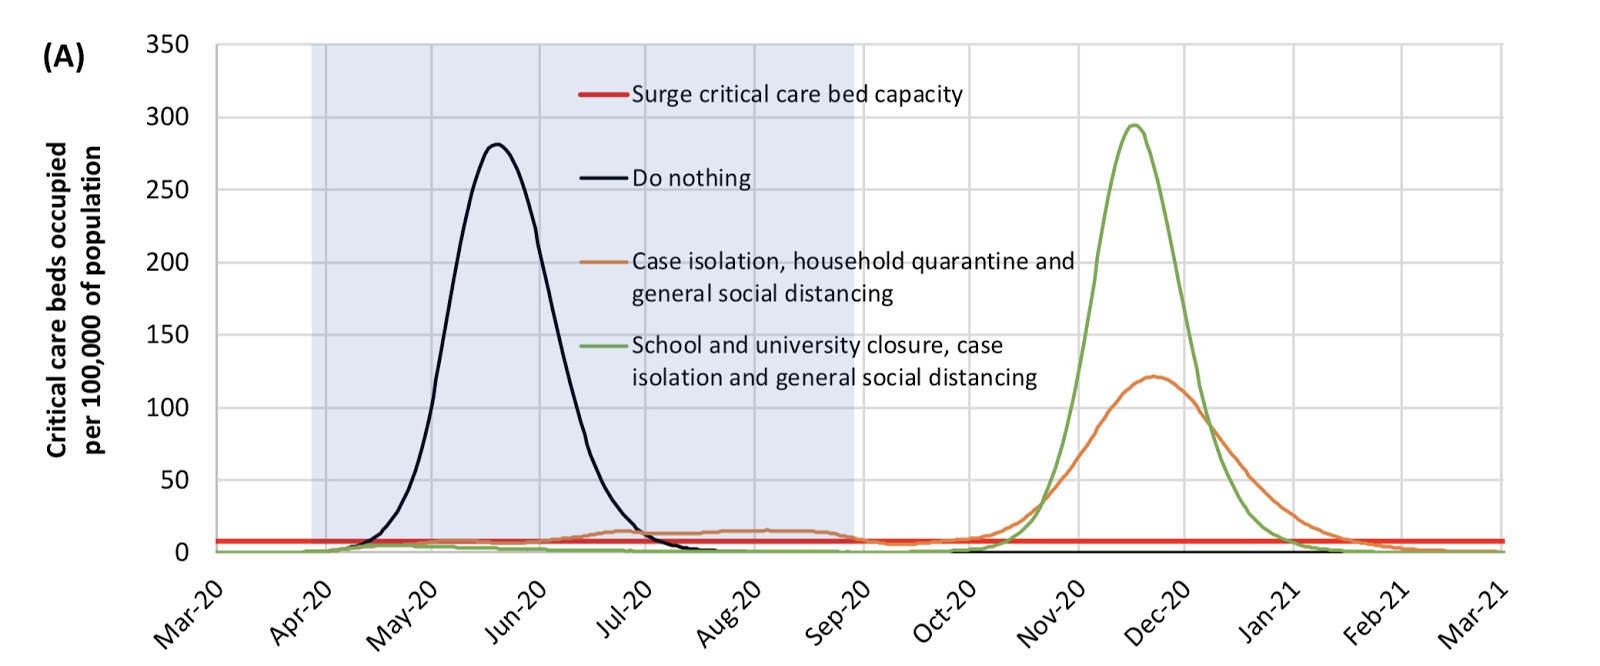 (A)
Critical care beds occupied
per 100,000 of population
350
300
250
200
150
100
50
0
Surge critical care bed capacity
Do nothing
Case isolation, household quarantine and
general social distancing
School and university closure, case
isolation and general social distancing
Mar-20
Apr-20
May-20
Jun-20
Jul-20
Aug-20
Sep-20
Oct-20
Nov-20
Dec-20
Jan-21
Feb-21
Mar-21